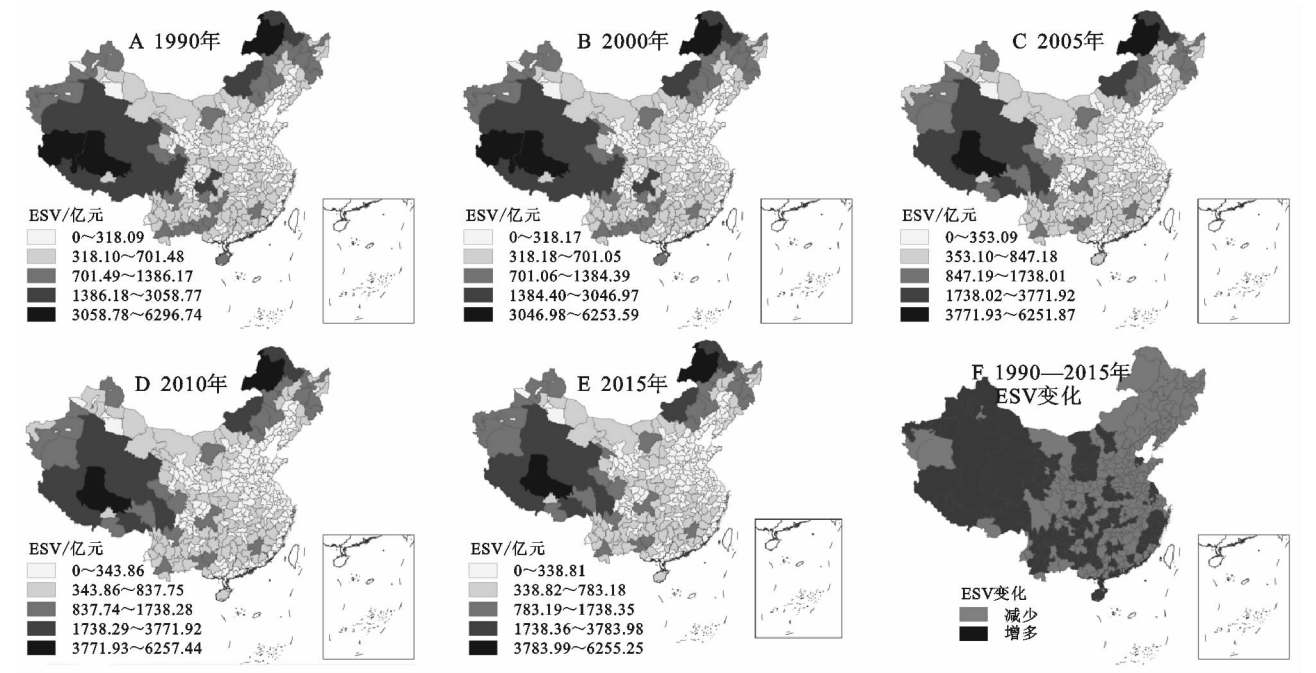 A 1990年
ESV/亿元
0～318.09
318.10～701.48
701.49～1386.17
1386.18～3058.77
3058.78～6296.74
B 2000年
ESV/亿元
0～318.17
318.18～701.05
701.06～1384.39
1384.40～3046.97
3046.98～6253.59
C 2005年
ESV/亿元
0～353.09
353.10～847.18
847.19～1738.01
1738.02～3771.92
3771.93～6251.87
D 2010年
ESV/亿元
0～343.86
343.86～837.75
837.74～1738.28
1738.29～3771.92
3771.93～6257.44
E 2015年
ESV/亿元
0～338.81
338.82～783.18
783.19～1738.35
1738.36～3783.98
3783.99～6255.25
F 1990—2015年
ESV变化
ESV变化
减少
增多